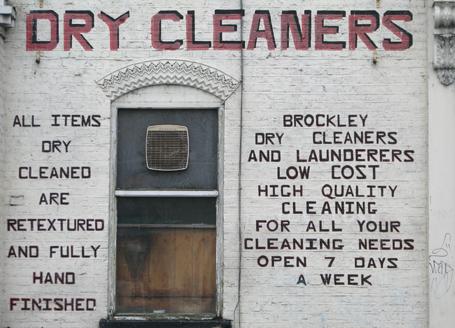 DRY CLEANERS
ALL ITEMS
DRY
CLEANED
ARE
RETEXTURED
AND FULLY
HAND
FINISHED
BROCKLEY
DRY CLEANERS
AND LAUNDERERS
LOW COST
HIGH QUALITY
CLEANING
FOR ALL YOUR
CLEANING NEEDS
OPEN 7 DAYS
A WEEK